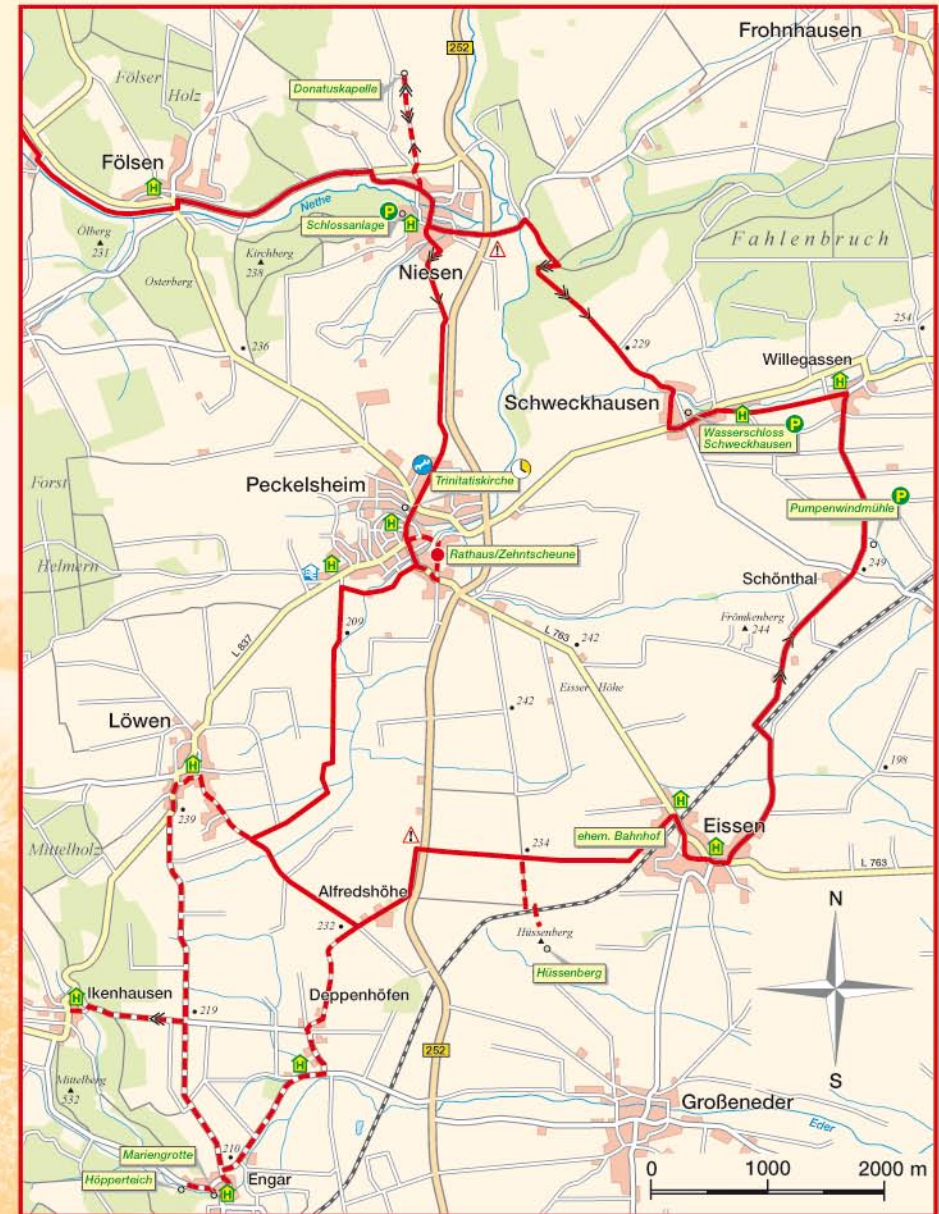 Frohnhausen
252
Fölser
Holz
Donatuskapelle
Fölsen
H
Nethe
P
Schlossanlage
H
Ölberg
231
Kirchberg
238
Fahlenbruch
Niesen
Osterberg
254
236
229
Willegassen
H
Schweckhausen
H
Wasserschloss
Schweckhausen
P
Forst
Trinitatiskirche
Peckelsheim
P
Pumpenwindmühle
H
Rathaus/Zehntscheune
H
Helmern
249
Schönthal
Frömkenberg
244
209
L 763
242
L 837
Eisser Höhe
242
Löwen
H
198
239
H
Eissen
ehem. Bahnhof
H
Mittelholz
234
L 763
Alfredshöhe
N
232
Hüssenberg
Hüssenberg
Ikenhausen
H
Deppenhöfen
219
252
H
S
Mittelberg
532
Großeneder
Eder
Mariengrotte
210
Höpperteich
Engar
H
0 1000 2000 m